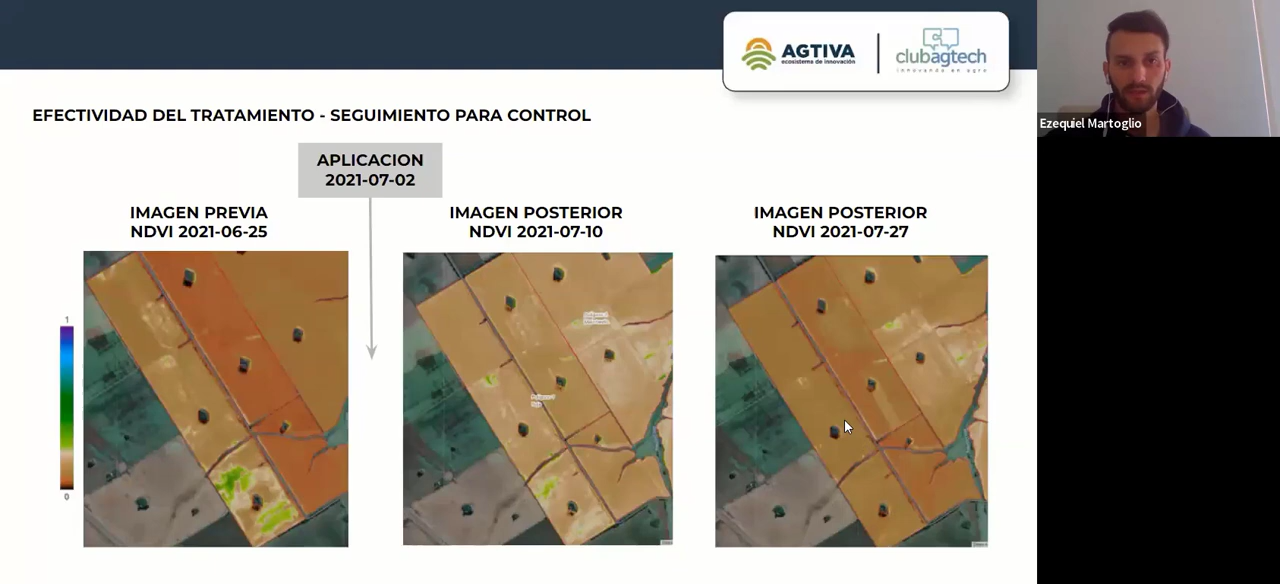 AGTIVA
ecosistema de innovación
clubagtech
innovando en agro
Ezequiel Martoglio
EFECTIVIDAD DEL TRATAMIENTO - SEGUIMIENTO PARA CONTROL
APLICACION
2021-07-02
IMAGEN PREVIA
NDVI 2021-06-25
IMAGEN POSTERIOR
NDVI 2021-07-10
IMAGEN POSTERIOR
NDVI 2021-07-27
1
0